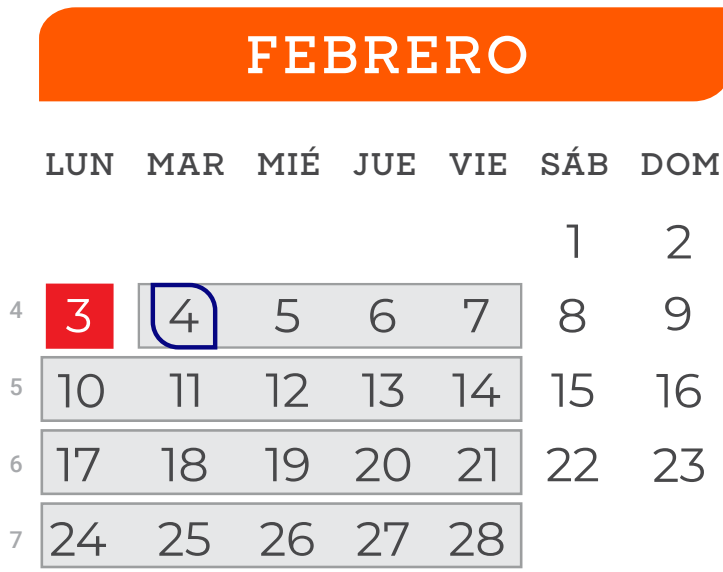 FEBRERO
LUN MAR MIÉ JUE VIE SÁB DOM
1 2
4 3 4 5 6 7 8 9
5 10 11 12 13 14 15 16
6 17 18 19 20 21 22 23
7 24 25 26 27 28